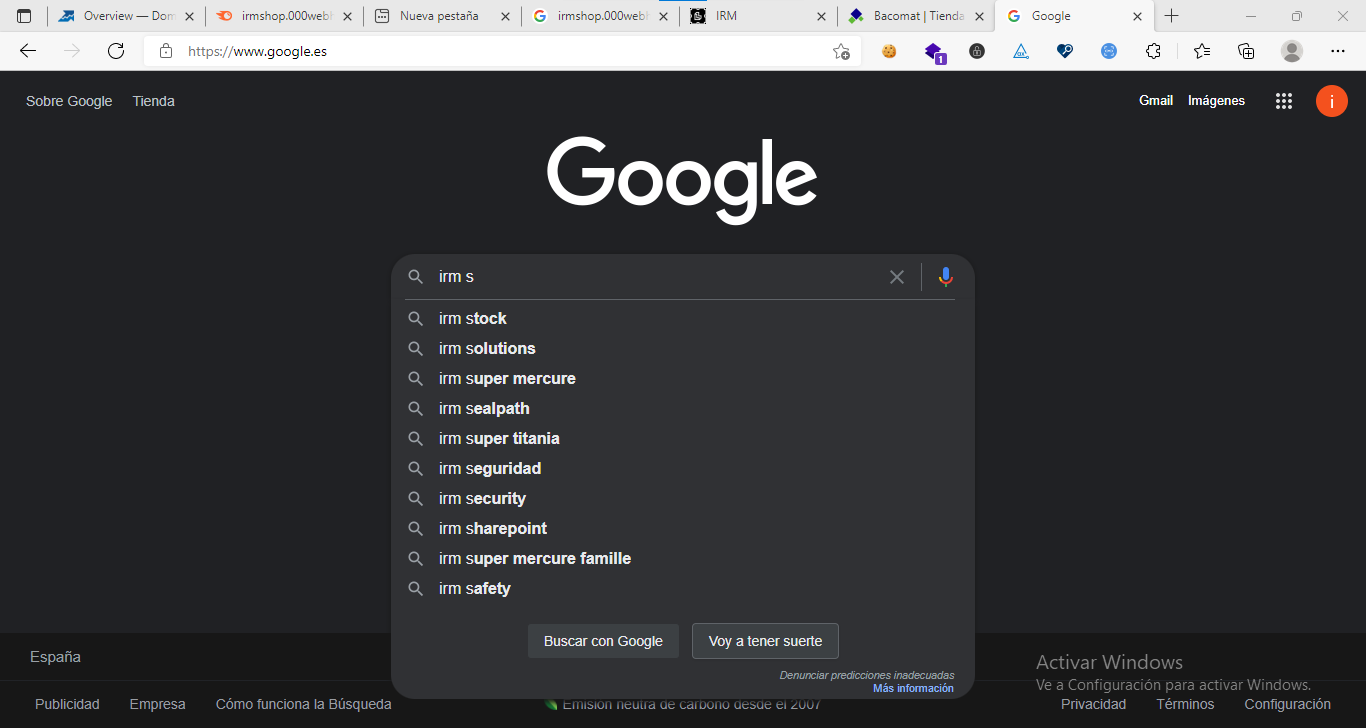 Overview — Dom
irmshop.000webh
Nueva pestaña
irmshop.000webh
IRM
Bacomat | Tienda
Google
https://www.google.es
1
Sobre Google Tienda
Gmail Imágenes
i
Google
irm s
irm stock
irm solutions
irm super mercure
irm sealpath
irm super titania
irm seguridad
irm security
irm sharepoint
irm super mercure famille
irm safety
Buscar con Google Voy a tener suerte
Denunciar predicciones inadecuadas
Más información
España
Activar Windows
Ve a Configuración para activar Windows.
Publicidad Empresa Cómo funciona la Búsqueda
Emisión neutra de carbono desde el 2007
Privacidad Términos Configuración